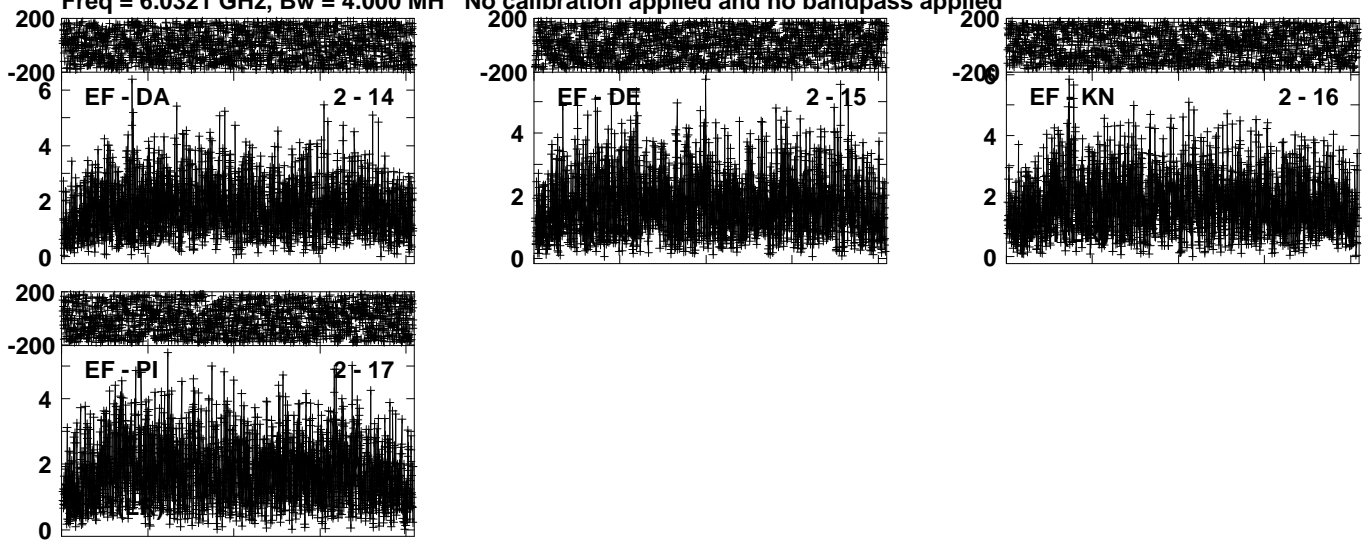 Freq = 6.0321 GHz, Bw = 4.000 MH No calibration applied and no bandpass applied
200 200 200
-200 -200 -200
6 6
EF - DA 2 - 14 EF - DE 2 - 15 EF - KN 2 - 16
4 4 4
2 2 2
0 0 0
200
-200
EF - PI 2 - 17
4
2
0